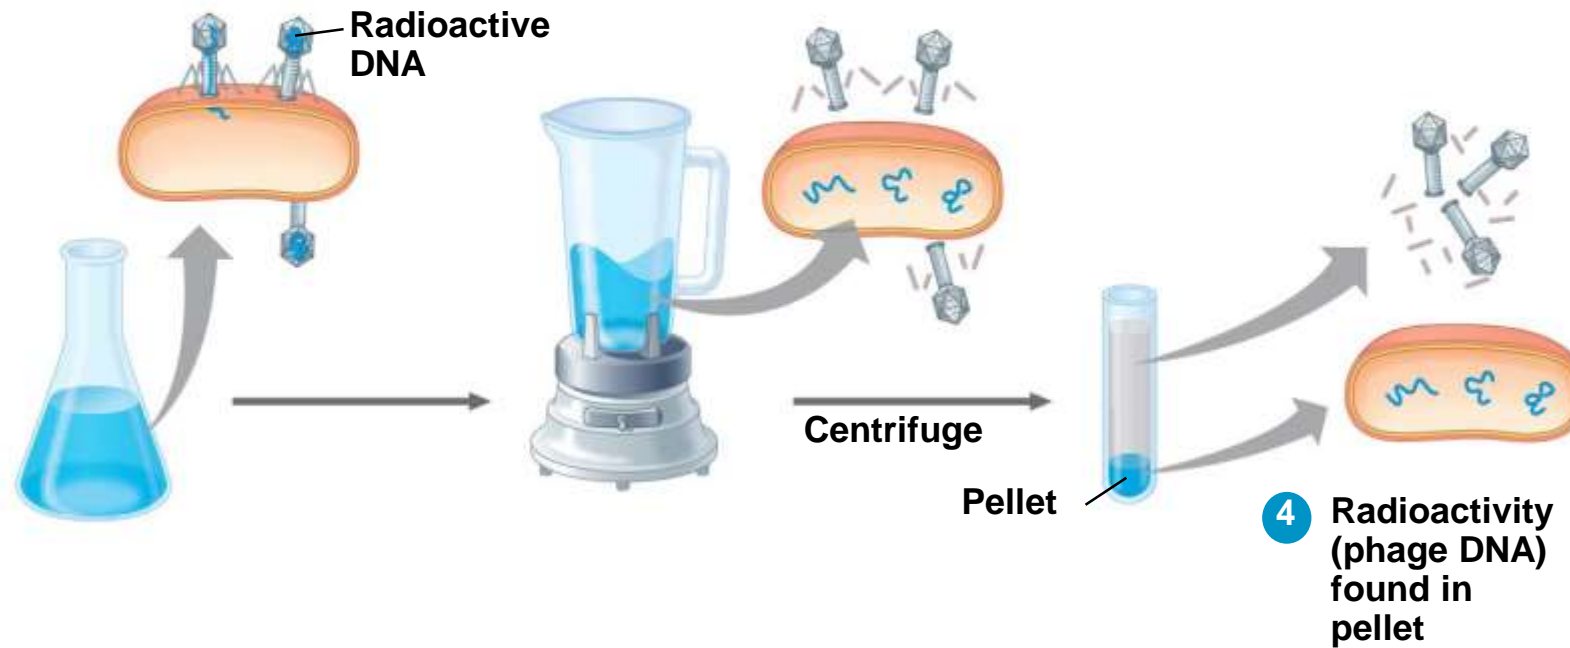 Radioactive
DNA
Centrifuge
Pellet
4 Radioactivity
(phage DNA)
found in
pellet